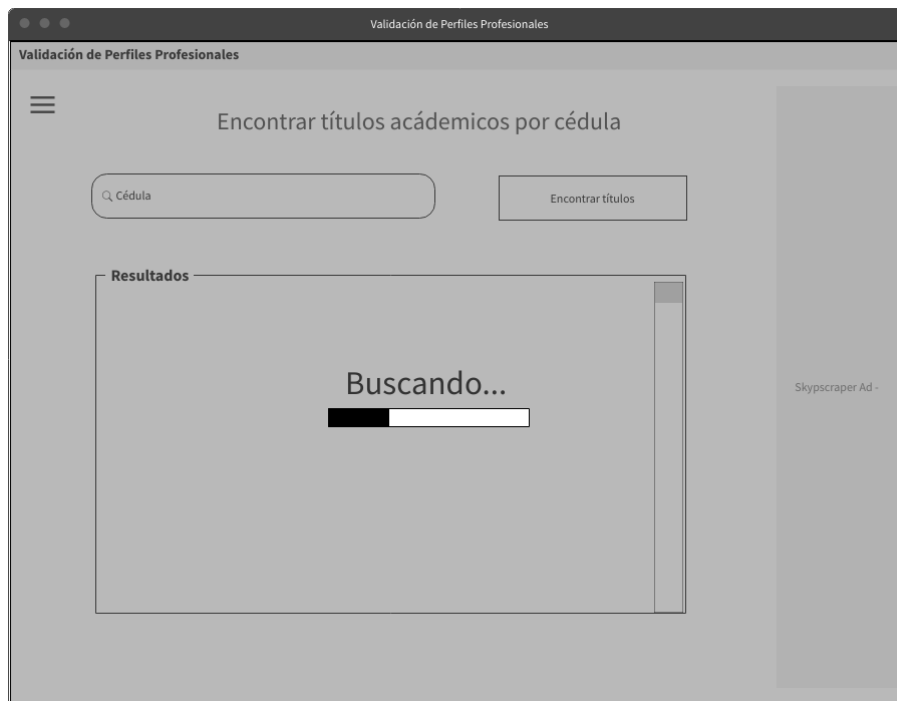 Validación de Perfiles Profesionales
Validación de Perfiles Profesionales
Encontrar títulos acádemicos por cédula
Cédula
Encontrar títulos
Resultados
Buscando...
Skypscraper Ad -